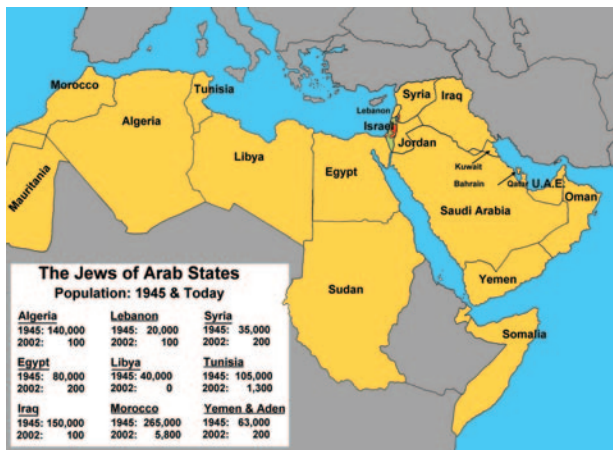 Morocco
Tunisia
Algeria
Libya
Egypt
Mauritania
Sudan
Lebanon
Syria
Iraq
Israel
Jordan
Kuwait
Bahrain
Qatar
U.A.E.
Oman
Saudi Arabia
Yemen
Somalia
The Jews of Arab States
Population: 1945 & Today
Algeria
1945: 140,000
2002: 100
Lebanon
1945: 20,000
2002: 100
Syria
1945: 35,000
2002: 200
Egypt
1945: 80,000
2002: 200
Libya
1945: 40,000
2002: 0
Tunisia
1945: 105,000
2002: 1,300
Iraq
1945: 150,000
2002: 100
Morocco
1945: 265,000
2002: 5,800
Yemen & Aden
1945: 63,000
2002: 200